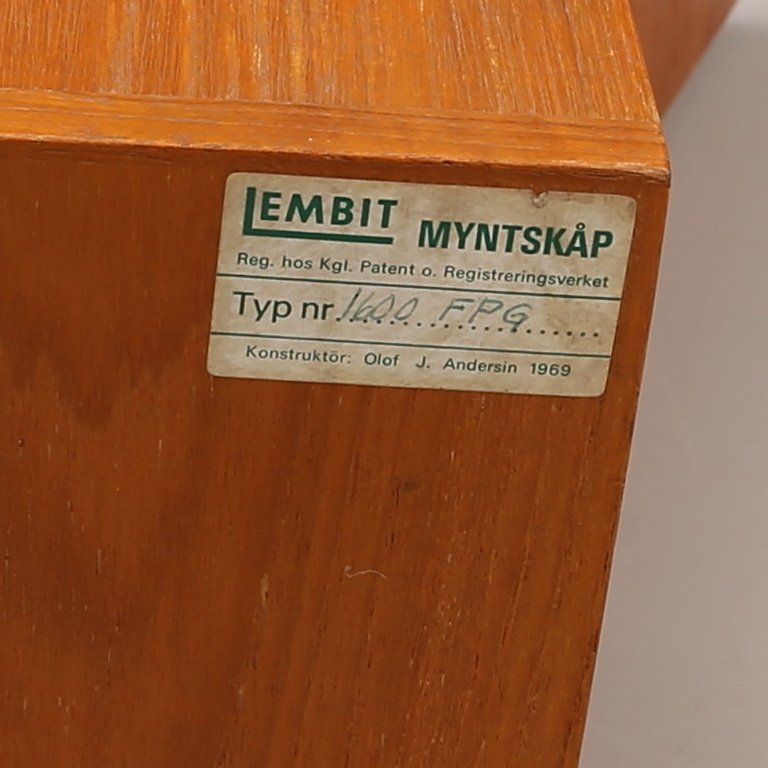 LEMBIT MYNTSKÅP
Reg. hos Kgl. Patent o. Registreringsverket
Typ nr 1600 FPG
Konstruktör: Olof J. Andersin 1969